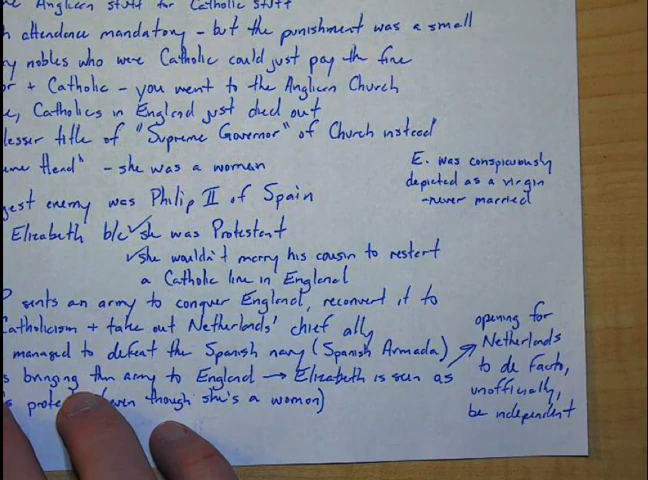 Anglican stuff for Catholic stuff
h attendance mandatory - but the punishment was a small
y nobles who were Catholic could just pay the fine
or + Catholic - you went to the Anglican Church
e, Catholics in England just died out
lesser title of "Supreme Governor" of Church instead
eme Head" - she was a woman
E. was conspicuously
depicted as a virgin
- never married
gest enemy was Philip II of Spain
Elizabeth b/c ✓she was Protestant
✓she wouldn't marry his cousin to restart
a Catholic line in England
P sents an army to conquer England, reconvert it to
Catholicism + take out Netherlands' chief ally
managed to defeat the Spanish navy (Spanish Armada)
s bringing the army to England → Elizabeth is seen as
's prote (even though she's a woman)
opening for
Netherlands
to de facto,
unofficially,
be independent